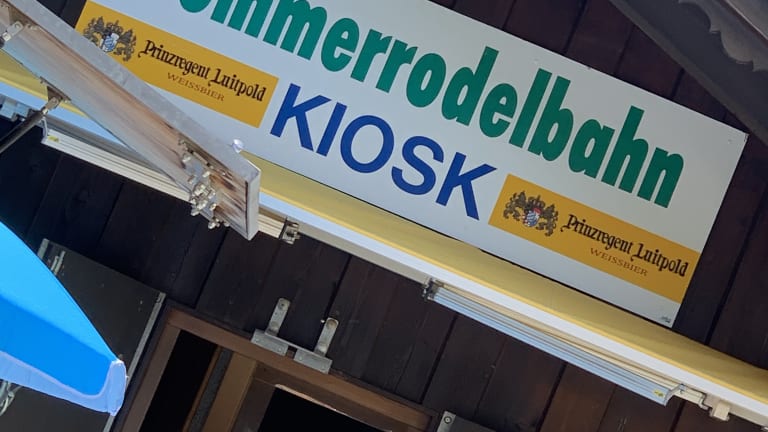 ommerrodelbahn
Prinzregent Luitpold
WEISSBIER
KIOSK
Prinzregent Luitpold
WEISSBIER